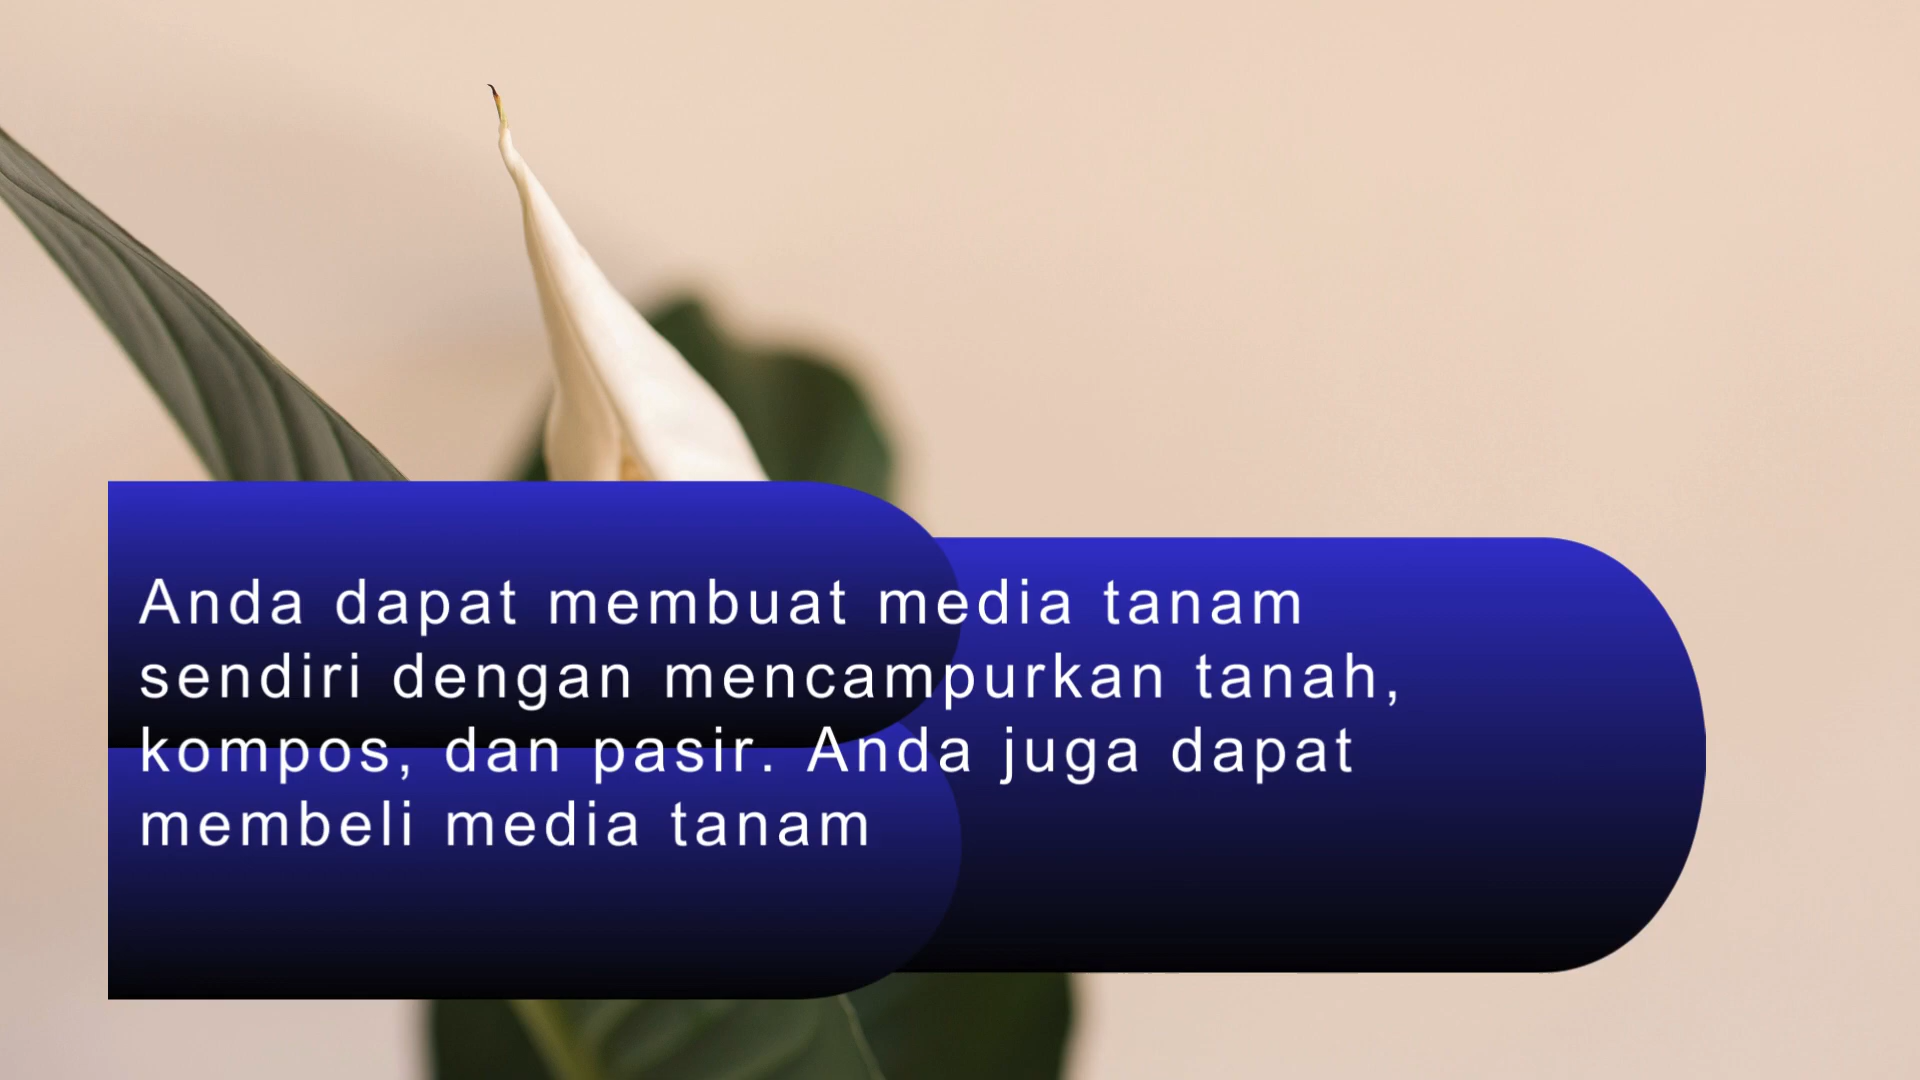 Anda dapat membuat media tanam
sendiri dengan mencampurkan tanah,
kompos, dan pasir. Anda juga dapat
membeli media tanam